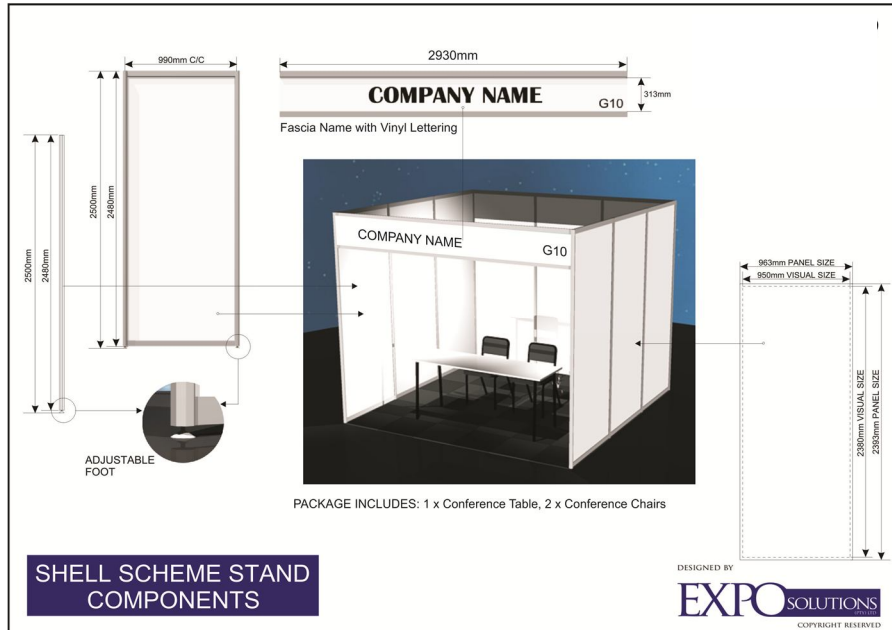 990mm C/C
2930mm
COMPANY NAME
G10
313mm
Fascia Name with Vinyl Lettering
2500mm
2480mm
2500mm
2480mm
COMPANY NAME
G10
963mm PANEL SIZE
950mm VISUAL SIZE
2380mm VISUAL SIZE
2393mm PANEL SIZE
ADJUSTABLE
FOOT
PACKAGE INCLUDES: 1 x Conference Table, 2 x Conference Chairs
SHELL SCHEME STAND
COMPONENTS
DESIGNED BY
EXPO SOLUTIONS
(PTY) LTD
COPYRIGHT RESERVED